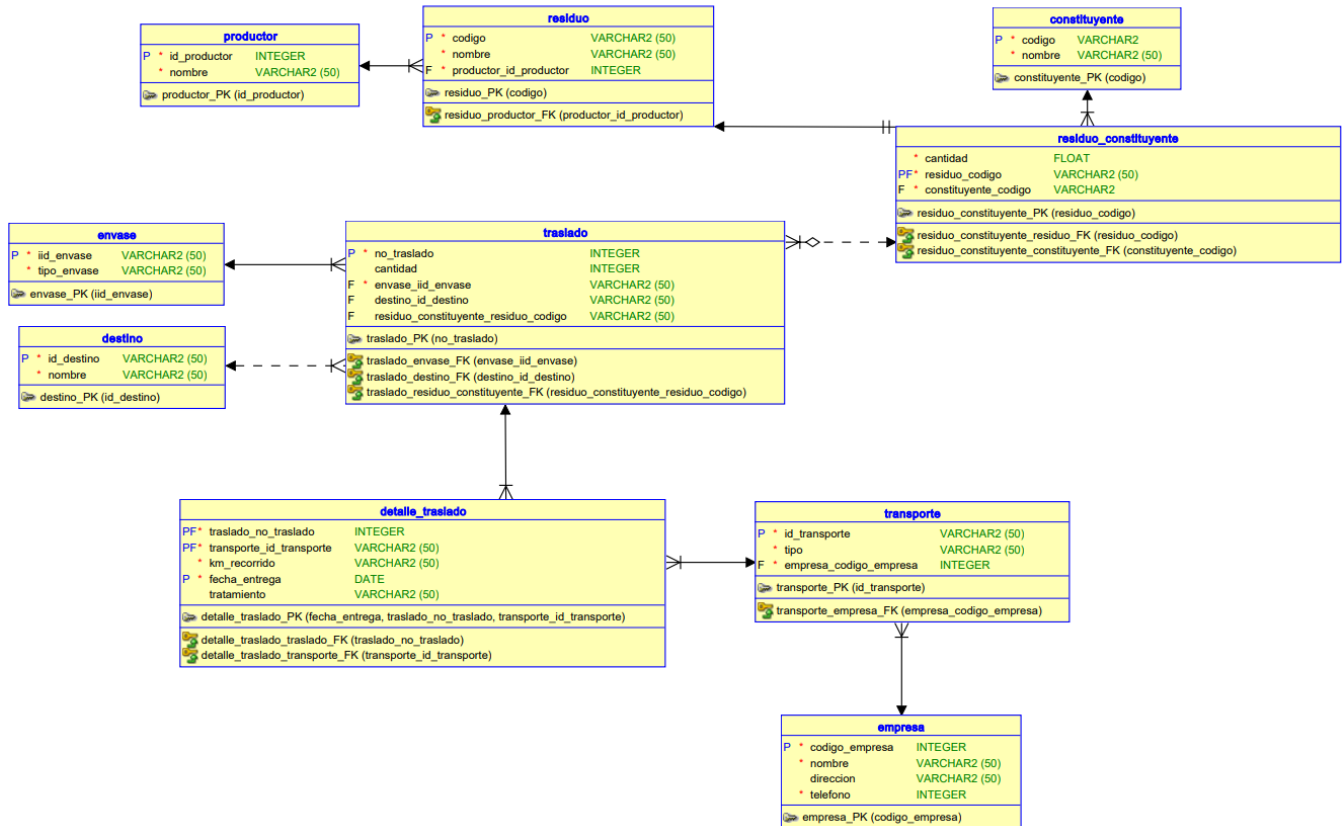 productor
P * id_productor INTEGER
* nombre VARCHAR2 (50)
productor_PK (id_productor)
residuo
P * codigo VARCHAR2 (50)
* nombre VARCHAR2 (50)
F * productor_id_productor INTEGER
residuo_PK (codigo)
residuo_productor_FK (productor_id_productor)
constituyente
P * codigo VARCHAR2
* nombre VARCHAR2 (50)
constituyente_PK (codigo)
residuo_constituyente
* cantidad FLOAT
PF* residuo_codigo VARCHAR2 (50)
F * constituyente_codigo VARCHAR2
residuo_constituyente_PK (residuo_codigo)
residuo_constituyente_residuo_FK (residuo_codigo)
residuo_constituyente_constituyente_FK (constituyente_codigo)
envase
P * iid_envase VARCHAR2 (50)
* tipo_envase VARCHAR2 (50)
envase_PK (iid_envase)
traslado
P * no_traslado INTEGER
cantidad INTEGER
F * envase_iid_envase VARCHAR2 (50)
F destino_id_destino VARCHAR2 (50)
F residuo_constituyente_residuo_codigo VARCHAR2 (50)
traslado_PK (no_traslado)
traslado_envase_FK (envase_iid_envase)
traslado_destino_FK (destino_id_destino)
traslado_residuo_constituyente_FK (residuo_constituyente_residuo_codigo)
destino
P * id_destino VARCHAR2 (50)
* nombre VARCHAR2 (50)
destino_PK (id_destino)
detalle_traslado
PF* traslado_no_traslado INTEGER
PF* transporte_id_transporte VARCHAR2 (50)
* km_recorrido VARCHAR2 (50)
P * fecha_entrega DATE
tratamiento VARCHAR2 (50)
detalle_traslado_PK (fecha_entrega, traslado_no_traslado, transporte_id_transporte)
detalle_traslado_traslado_FK (traslado_no_traslado)
detalle_traslado_transporte_FK (transporte_id_transporte)
transporte
P * id_transporte VARCHAR2 (50)
* tipo VARCHAR2 (50)
F * empresa_codigo_empresa INTEGER
transporte_PK (id_transporte)
transporte_empresa_FK (empresa_codigo_empresa)
empresa
P * codigo_empresa INTEGER
* nombre VARCHAR2 (50)
direccion VARCHAR2 (50)
* telefono INTEGER
empresa_PK (codigo_empresa)